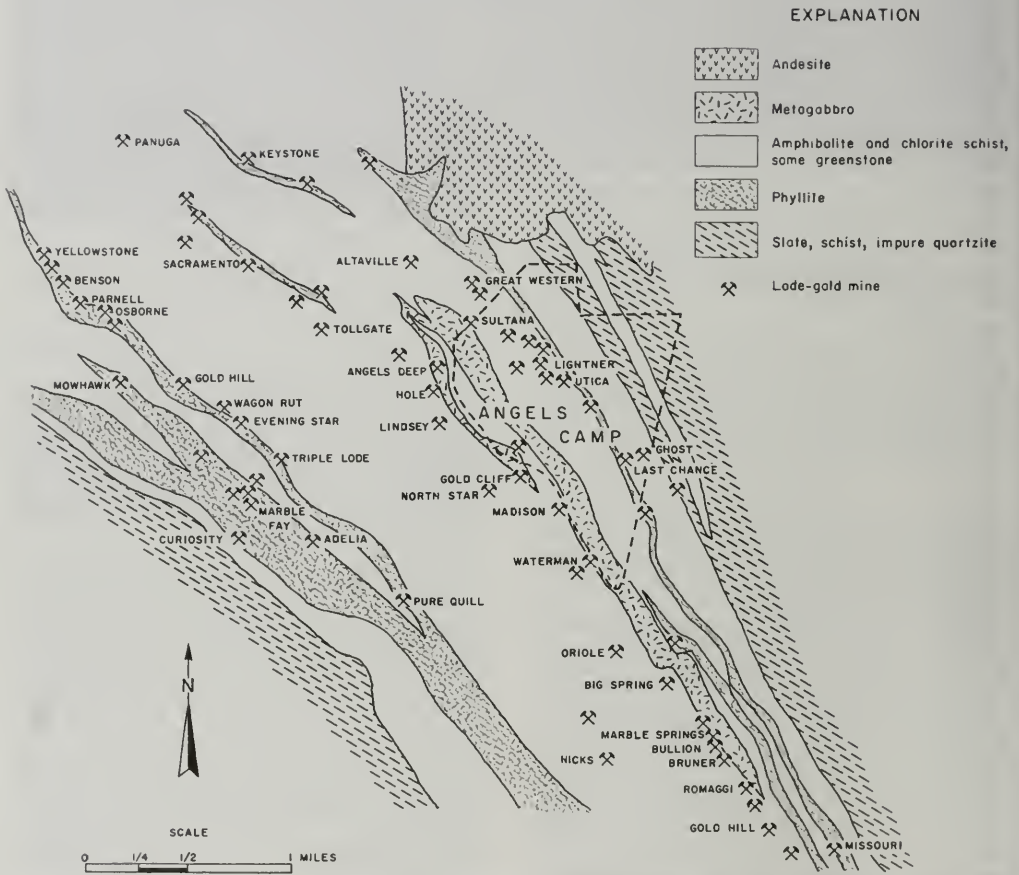 EXPLANATION
Andesite
Metagabbro
Amphibolite and chlorite schist,
some greenstone
Phyllite
Slate, schist, impure quartzite
Lode-gold mine
PANUGA
KEYSTONE
YELLOWSTONE
SACRAMENTO
ALTAVILLE
BENSON
GREAT WESTERN
PARNELL
OSBORNE
SULTANA
TOLLGATE
LIGHTNER
ANGELS DEEP
UTICA
MOWHAWK
GOLD HILL
HOLE
WAGON RUT
ANGELS
CAMP
EVENING STAR
LINDSEY
GHOST
TRIPLE LODE
LAST CHANCE
GOLD CLIFF
NORTH STAR
MARBLE
MADISON
FAY
CURIOSITY
ADELIA
WATERMAN
PURE QUILL
ORIOLE
N
BIG SPRING
MARBLE SPRINGS
BULLION
HICKS
BRUNER
ROMAGGI
SCALE
GOLD HILL
MISSOURI
0 1/4 1/2 1 MILES